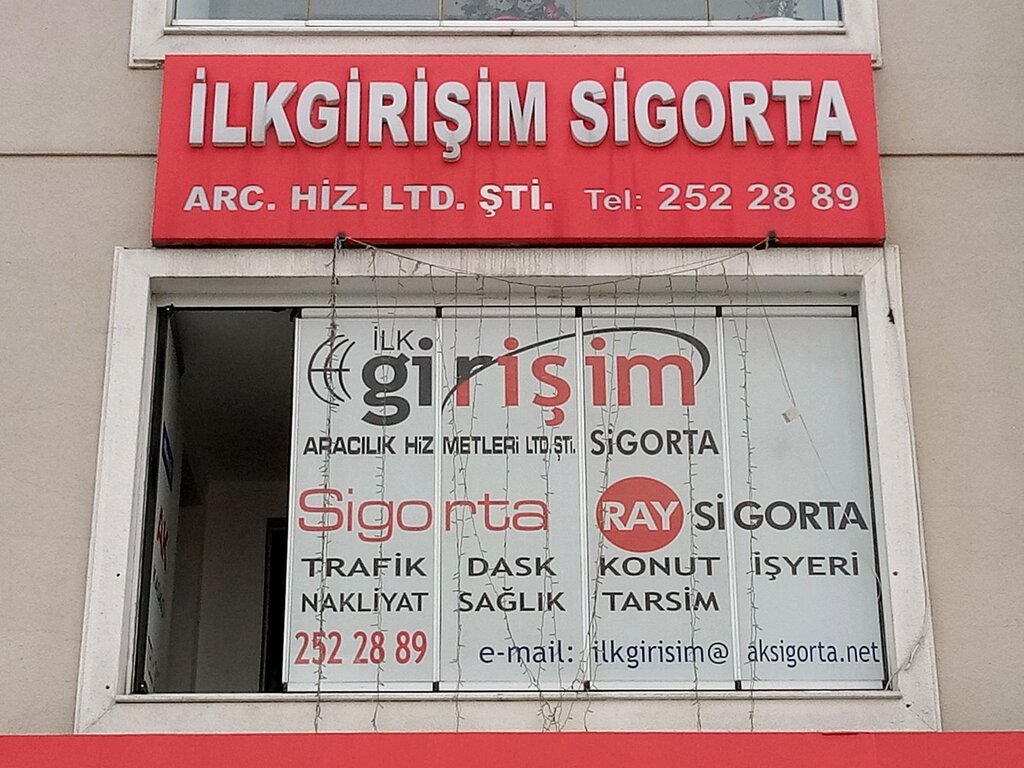 İLKGİRİŞİM SİGORTA
ARC. HİZ. LTD. ŞTİ. Tel: 252 28 89
İLK
girişim
ARACILIK HİZMETLERİ LTD.ŞTİ. SİGORTA
Sigorta RAY SİGORTA
TRAFİK DASK KONUT İŞYERİ
NAKLİYAT SAĞLIK TARSİM
252 28 89 e-mail: ilkgirisim@aksigorta.net